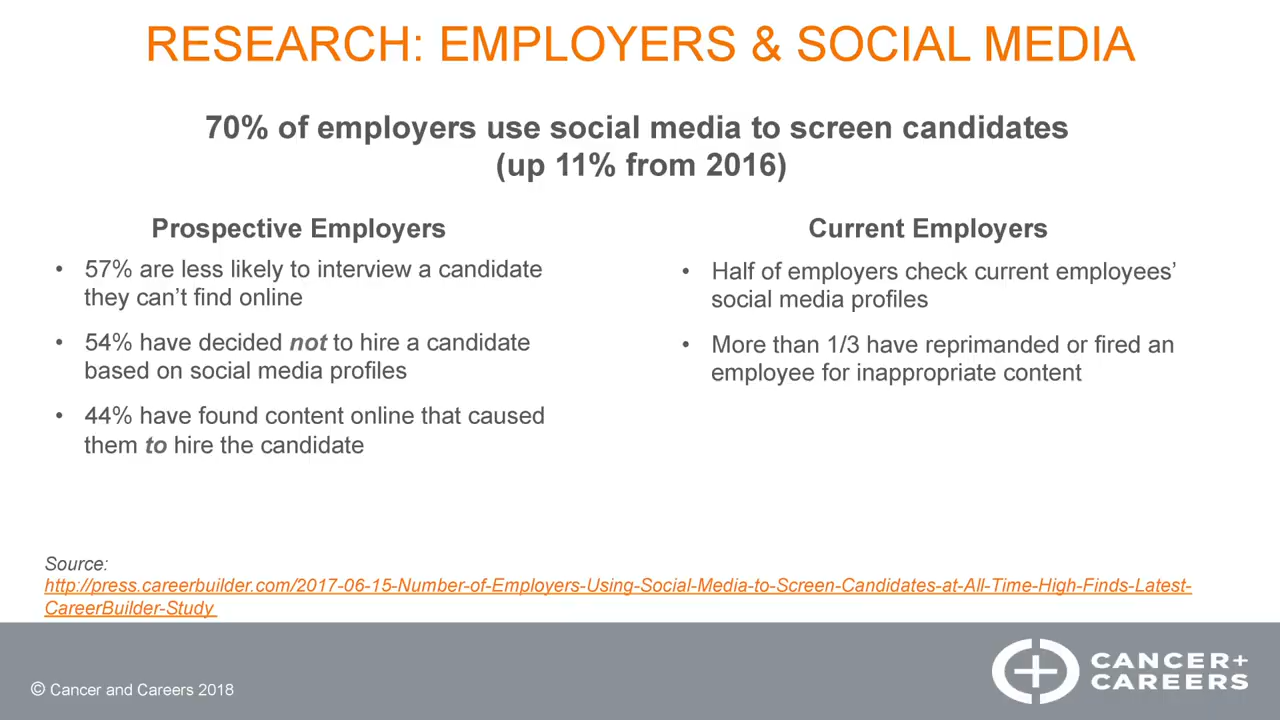 RESEARCH: EMPLOYERS & SOCIAL MEDIA
70% of employers use social media to screen candidates
(up 11% from 2016)
Prospective Employers
• 57% are less likely to interview a candidate
they can’t find online
• 54% have decided not to hire a candidate
based on social media profiles
• 44% have found content online that caused
them to hire the candidate
Current Employers
• Half of employers check current employees’
social media profiles
• More than 1/3 have reprimanded or fired an
employee for inappropriate content
Source:
http://press.careerbuilder.com/2017-06-15-Number-of-Employers-Using-Social-Media-to-Screen-Candidates-at-All-Time-High-Finds-Latest-
CareerBuilder-Study
© Cancer and Careers 2018
CANCER+
CAREERS